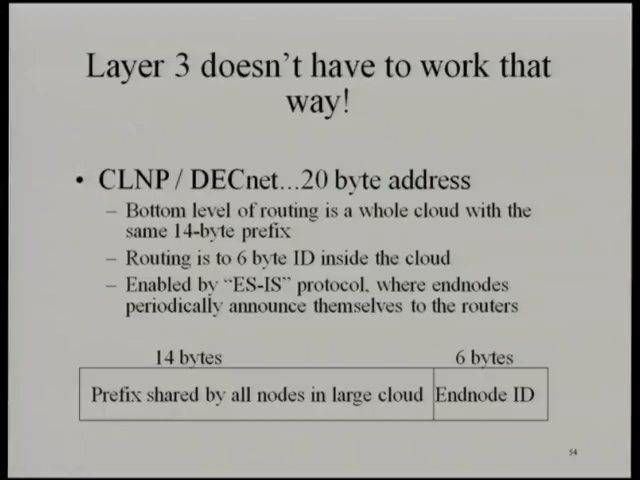 Layer 3 doesn't have to work that
way!
• CLNP / DECnet...20 byte address
– Bottom level of routing is a whole cloud with the
same 14-byte prefix
– Routing is to 6 byte ID inside the cloud
– Enabled by "ES-IS" protocol, where endnodes
periodically announce themselves to the routers
14 bytes 6 bytes
Prefix shared by all nodes in large cloud Endnode ID
54